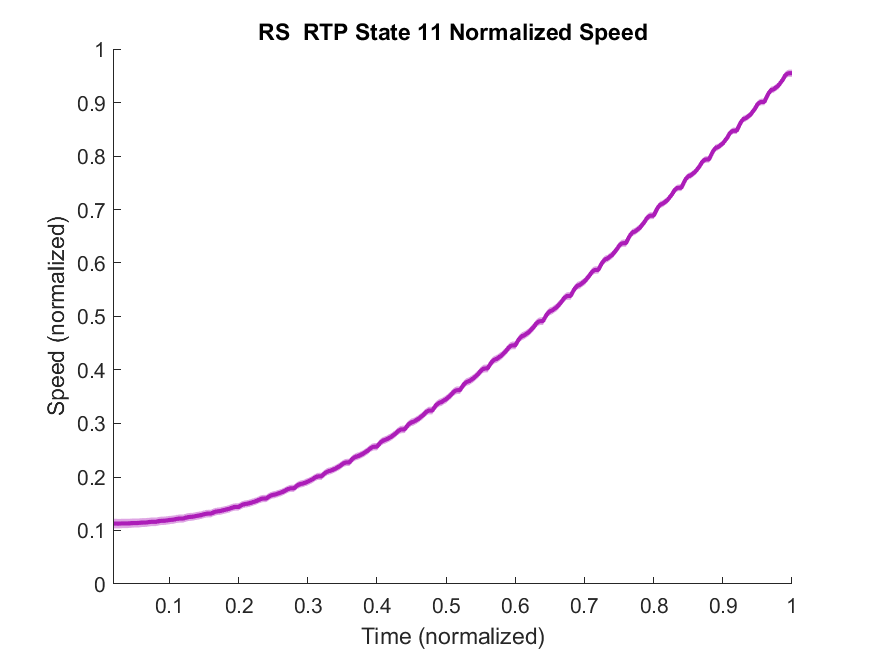 RS  RTP State 11 Normalized Speed
1
0.9
0.8
0.7
0.6
0.5
0.4
0.3
0.2
0.1
0
Speed (normalized)
0.1 0.2 0.3 0.4 0.5 0.6 0.7 0.8 0.9 1
Time (normalized)